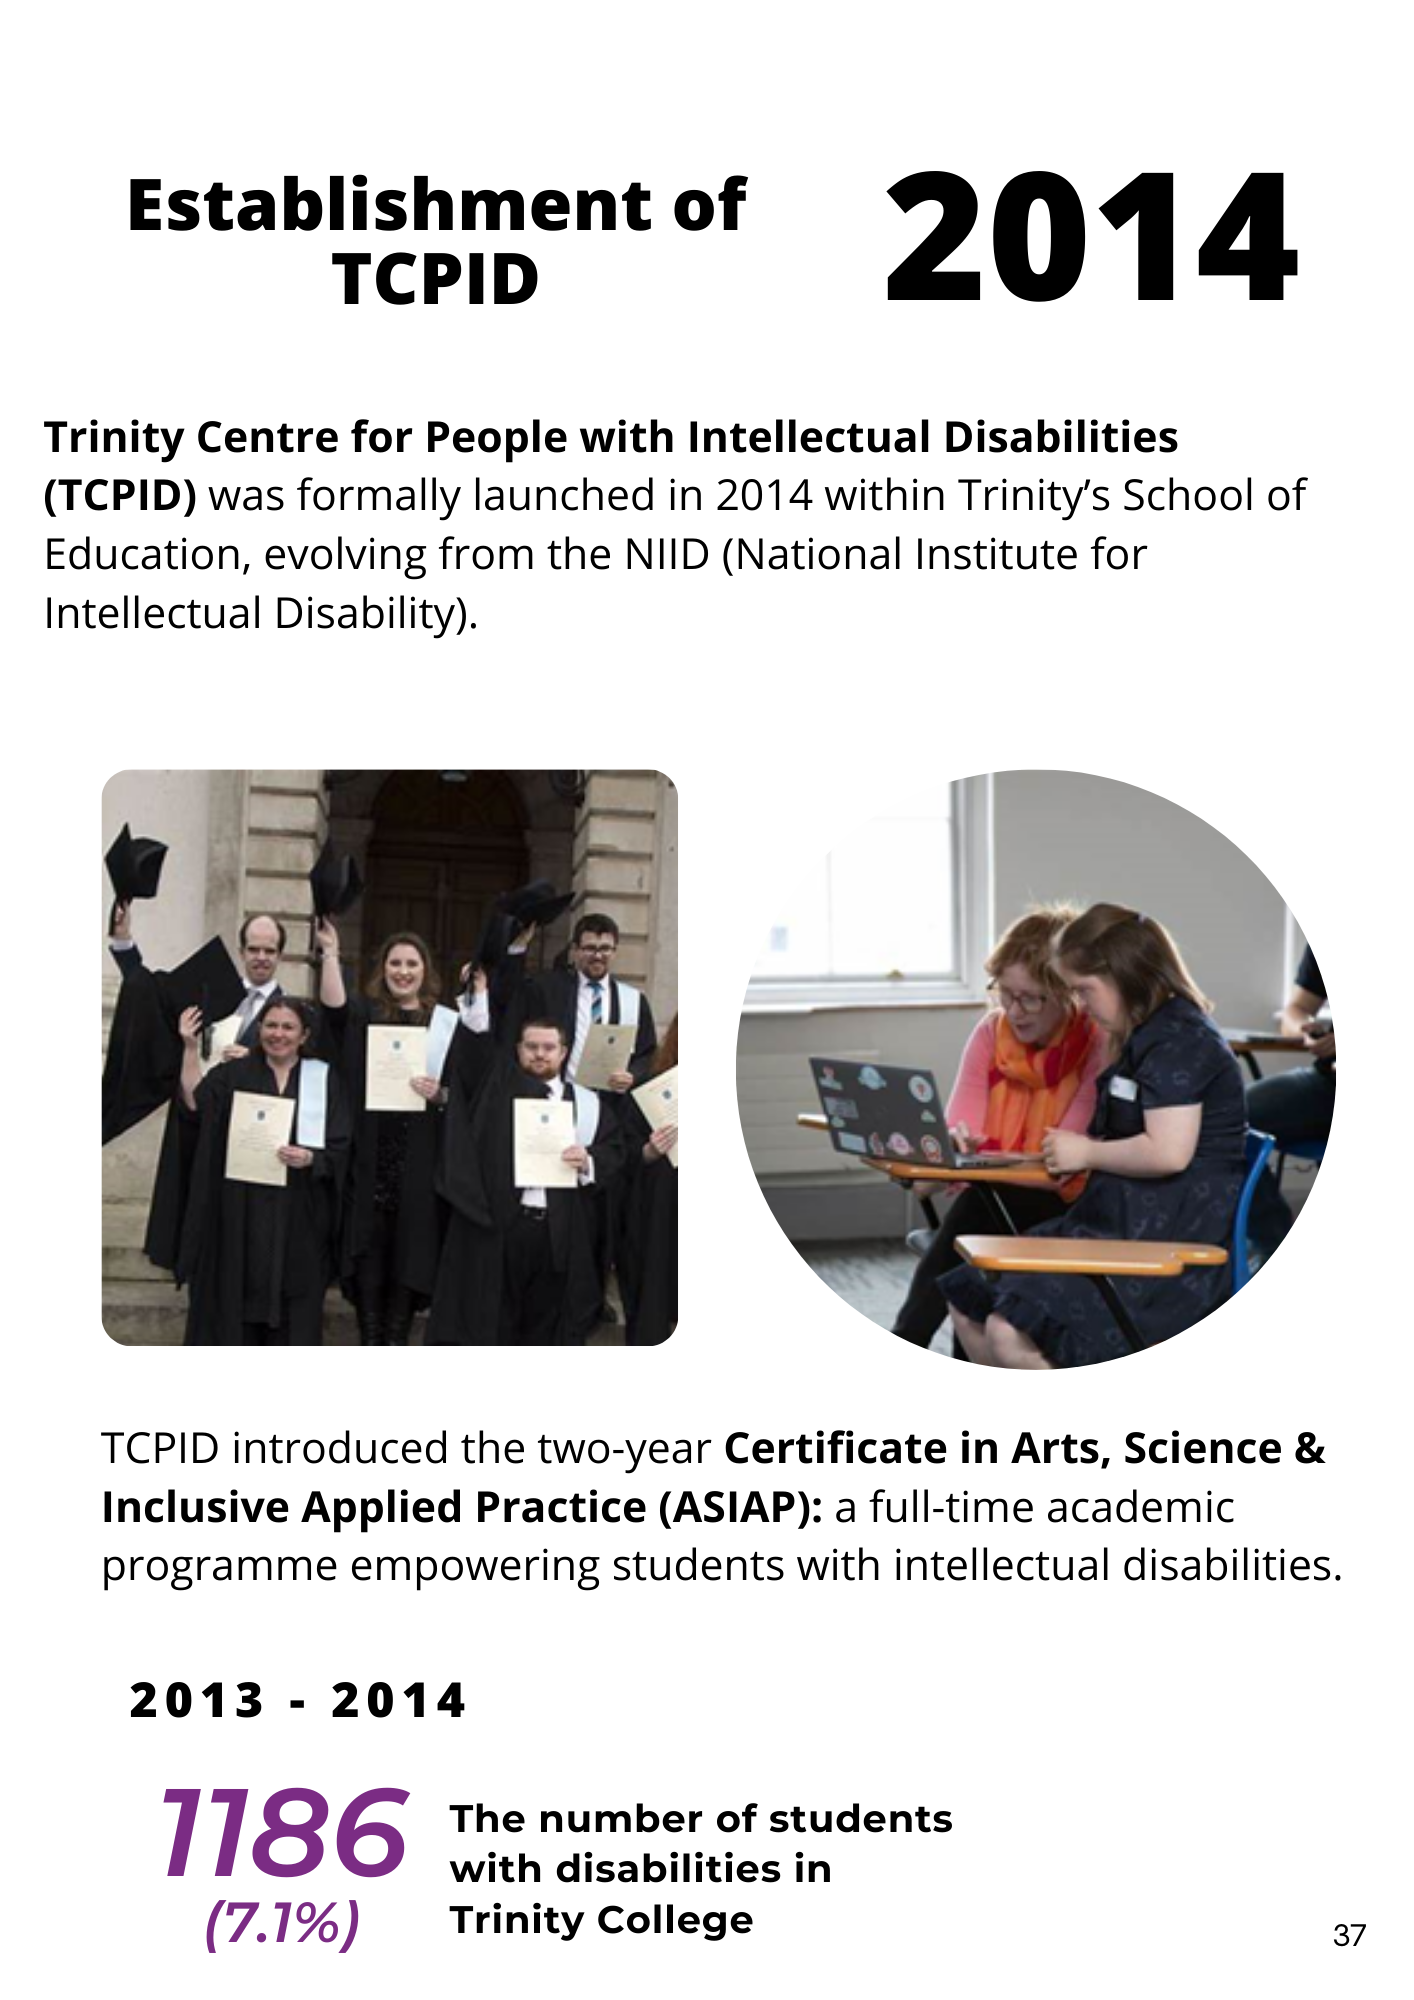 Establishment of
TCPID
2014
Trinity Centre for People with Intellectual Disabilities
(TCPID) was formally launched in 2014 within Trinity’s School of
Education, evolving from the NIID (National Institute for
Intellectual Disability).
TCPID introduced the two-year Certificate in Arts, Science &
Inclusive Applied Practice (ASIAP): a full-time academic
programme empowering students with intellectual disabilities.
2013 - 2014
1186
(7.1%)
The number of students
with disabilities in
Trinity College
37